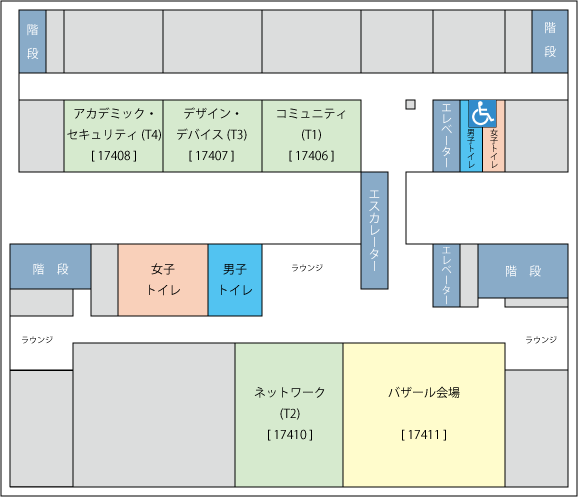 階
段
階
段
アカデミック・
セキュリティ (T4)
[ 17408 ]
デザイン・
デバイス (T3)
[ 17407 ]
コミュニティ
(T1)
[ 17406 ]
エレベーター
男子トイレ
女子トイレ
エスカレーター
階 段
女子
トイレ
男子
トイレ
ラウンジ
エレベーター
階 段
ラウンジ
ラウンジ
ネットワーク
(T2)
[ 17410 ]
バザール会場
[ 17411 ]